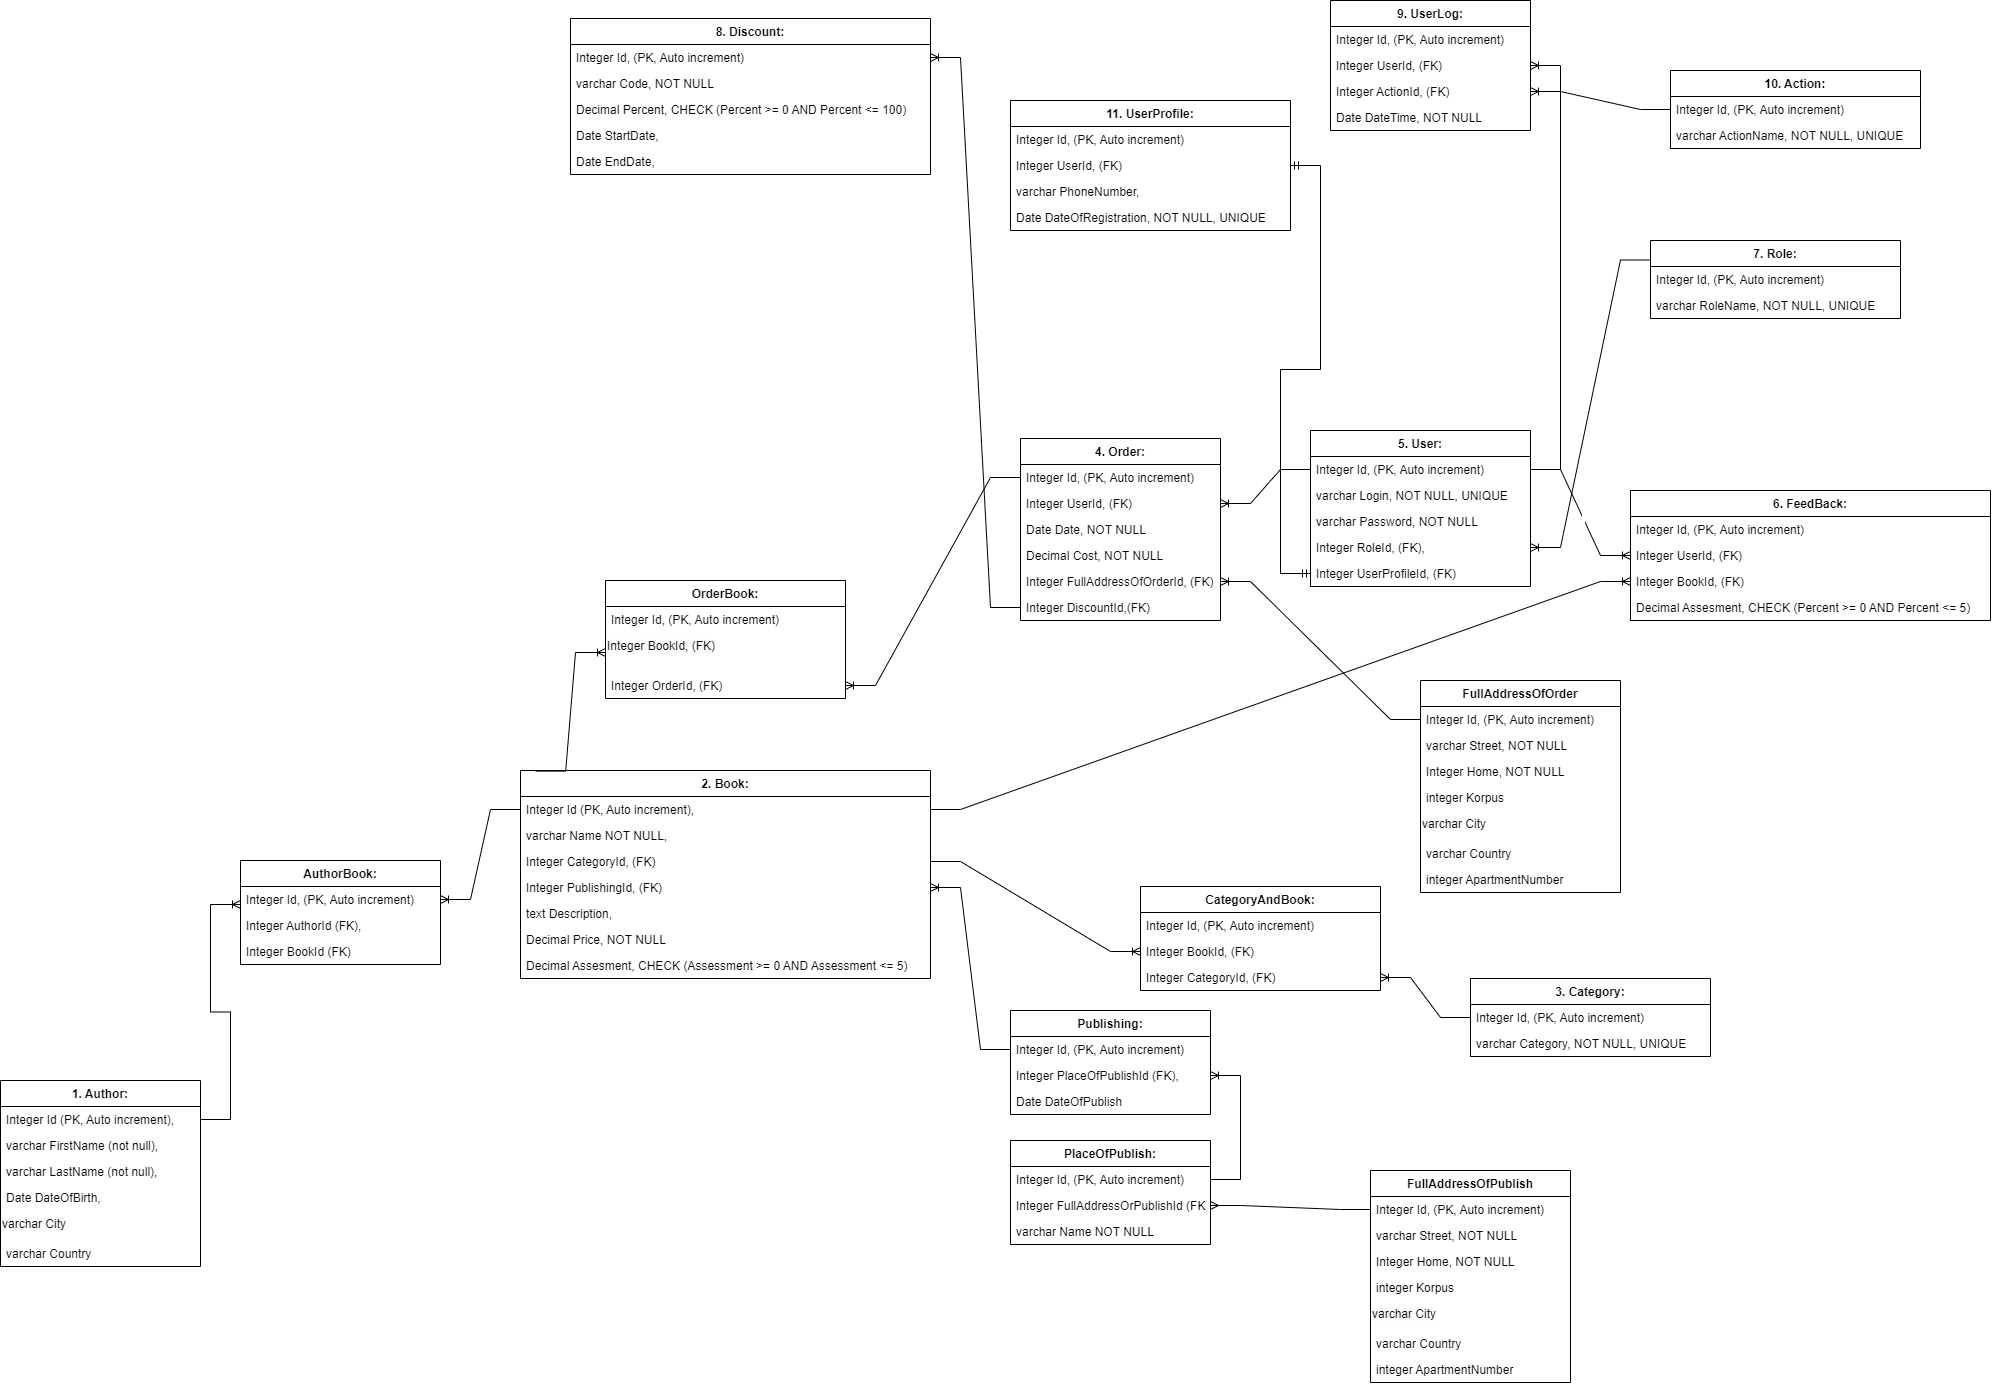 8. Discount:
Integer Id, (PK, Auto increment)
varchar Code, NOT NULL
Decimal Percent, CHECK (Percent >= 0 AND Percent <= 100)
Date StartDate,
Date EndDate,
9. UserLog:
Integer Id, (PK, Auto increment)
Integer UserId, (FK)
Integer ActionId, (FK)
Date DateTime, NOT NULL
10. Action:
Integer Id, (PK, Auto increment)
varchar ActionName, NOT NULL, UNIQUE
11. UserProfile:
Integer Id, (PK, Auto increment)
Integer UserId, (FK)
varchar PhoneNumber,
Date DateOfRegistration, NOT NULL, UNIQUE
7. Role:
Integer Id, (PK, Auto increment)
varchar RoleName, NOT NULL, UNIQUE
4. Order:
Integer Id, (PK, Auto increment)
Integer UserId, (FK)
Date Date, NOT NULL
Decimal Cost, NOT NULL
Integer FullAddressOfOrderId, (FK)
Integer DiscountId,(FK)
5. User:
Integer Id, (PK, Auto increment)
varchar Login, NOT NULL, UNIQUE
varchar Password, NOT NULL
Integer RoleId, (FK),
Integer UserProfileId, (FK)
6. FeedBack:
Integer Id, (PK, Auto increment)
Integer UserId, (FK)
Integer BookId, (FK)
Decimal Assesment, CHECK (Percent >= 0 AND Percent <= 5)
OrderBook:
Integer Id, (PK, Auto increment)
Integer BookId, (FK)
Integer OrderId, (FK)
FullAddressOfOrder
Integer Id, (PK, Auto increment)
varchar Street, NOT NULL
Integer Home, NOT NULL
integer Korpus
varchar City
varchar Country
integer ApartmentNumber
2. Book:
Integer Id (PK, Auto increment),
varchar Name NOT NULL,
Integer CategoryId, (FK)
Integer PublishingId, (FK)
text Description,
Decimal Price, NOT NULL
Decimal Assesment, CHECK (Assessment >= 0 AND Assessment <= 5)
AuthorBook:
Integer Id, (PK, Auto increment)
Integer AuthorId (FK),
Integer BookId (FK)
CategoryAndBook:
Integer Id, (PK, Auto increment)
Integer BookId, (FK)
Integer CategoryId, (FK)
3. Category:
Integer Id, (PK, Auto increment)
varchar Category, NOT NULL, UNIQUE
Publishing:
Integer Id, (PK, Auto increment)
Integer PlaceOfPublishId (FK),
Date DateOfPublish
1. Author:
Integer Id (PK, Auto increment),
varchar FirstName (not null),
varchar LastName (not null),
Date DateOfBirth,
varchar City
varchar Country
PlaceOfPublish:
Integer Id, (PK, Auto increment)
Integer FullAddressOrPublishId (FK
varchar Name NOT NULL
FullAddressOfPublish
Integer Id, (PK, Auto increment)
varchar Street, NOT NULL
Integer Home, NOT NULL
integer Korpus
varchar City
varchar Country
integer ApartmentNumber